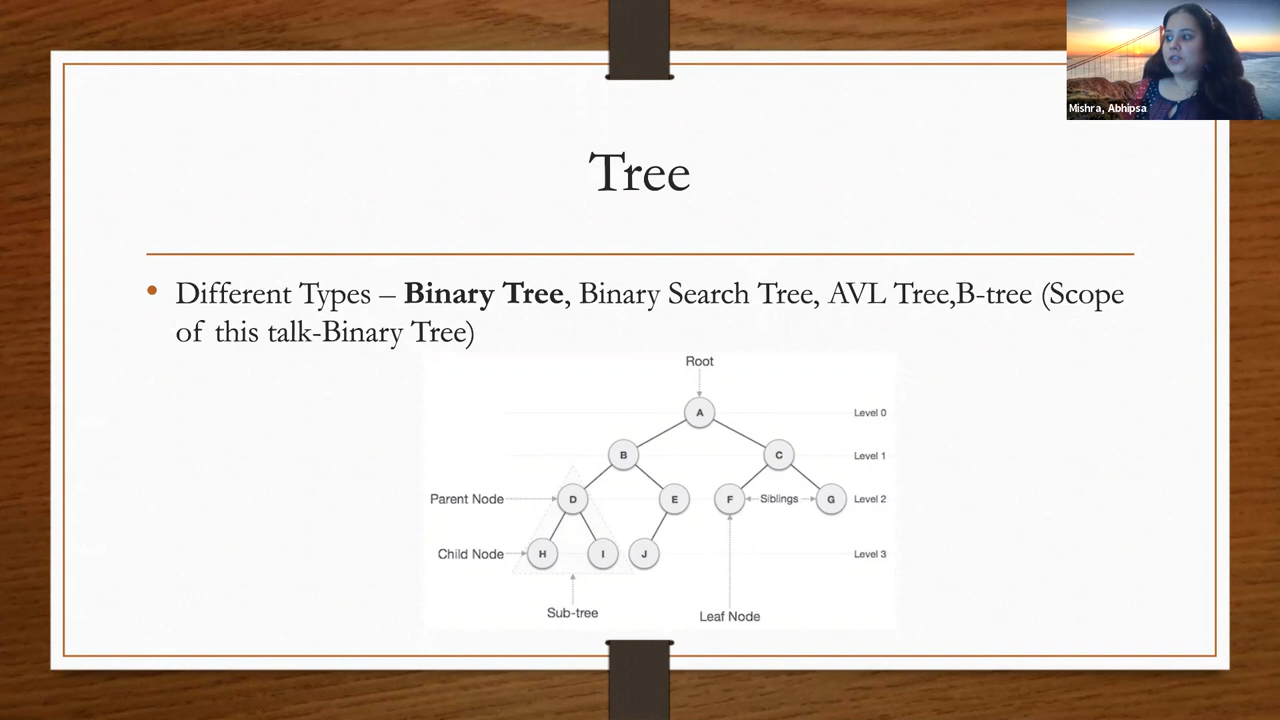 Mishra, Abhipsa
Tree
• Different Types – Binary Tree, Binary Search Tree, AVL Tree,B-tree (Scope
of this talk-Binary Tree)
Root
A
Level 0
B
C
Level 1
Parent Node
D
E
F
Siblings
G
Level 2
Child Node
H
I
J
Level 3
Sub-tree
Leaf Node